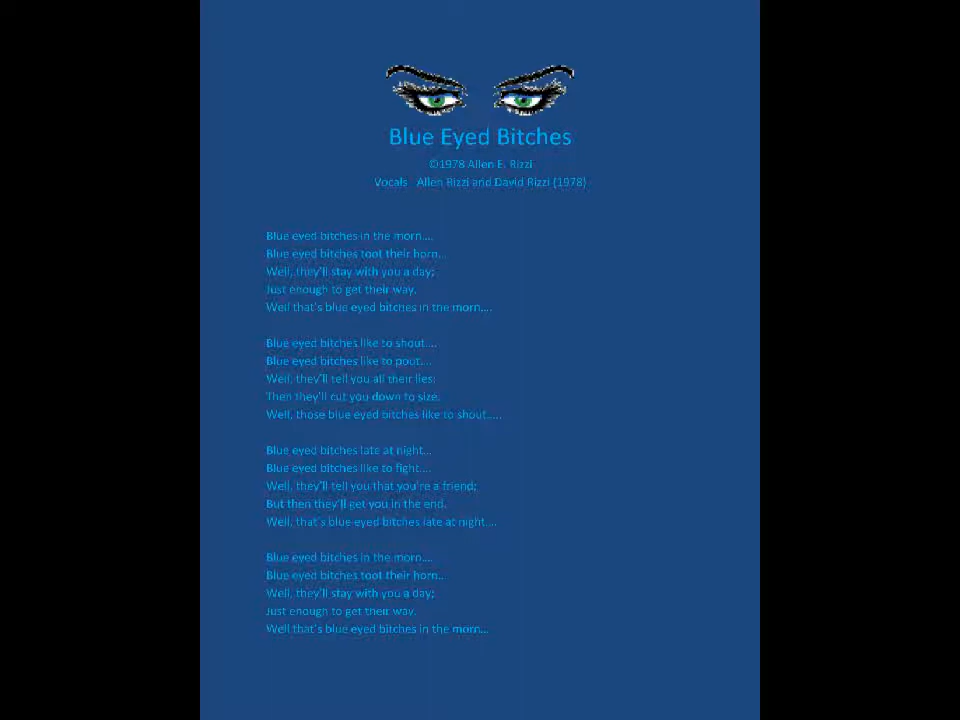 Blue Eyed Bitches
©1978 Allen E. Rizzi
Vocals Allen Rizzi and David Rizzi (1978)
Blue eyed bitches in the morn....
Blue eyed bitches toot their horn...
Well, they'll stay with you a day;
Just enough to get their way.
Well that's blue eyed bitches in the morn....
Blue eyed bitches like to shout....
Blue eyed bitches like to pout....
Well, they'll tell you all their lies;
Then they'll cut you down to size.
Well, those blue eyed bitches like to shout.....
Blue eyed bitches late at night...
Blue eyed bitches like to fight....
Well, they'll tell you that you're a friend;
But then they'll get you in the end.
Well, that's blue eyed bitches late at night....
Blue eyed bitches in the morn....
Blue eyed bitches toot their horn...
Well, they'll stay with you a day;
Just enough to get their way.
Well that's blue eyed bitches in the morn...